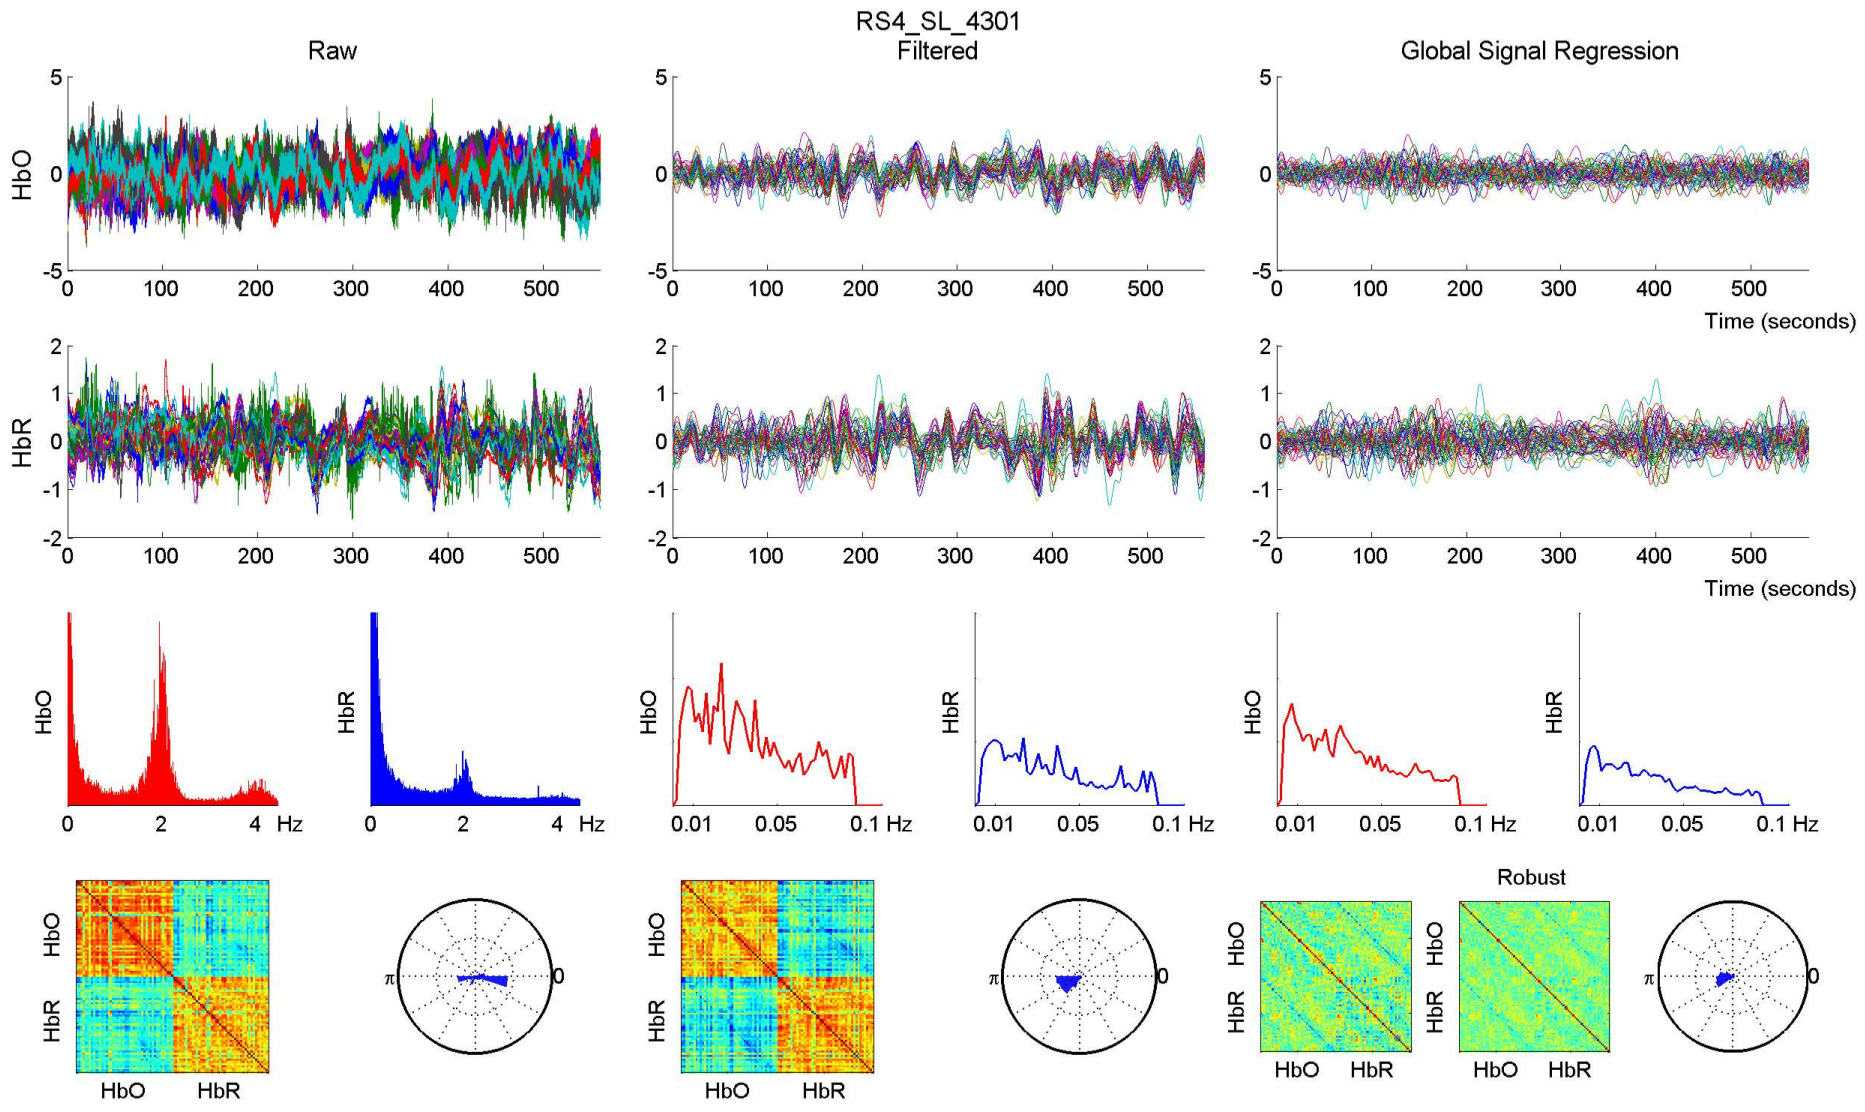 RS4_SL_4301
Raw
Filtered
Global Signal Regression
HbO
5
0
-5
0 100 200 300 400 500
5
0
-5
0 100 200 300 400 500
5
0
-5
0 100 200 300 400 500
Time (seconds)
HbR
2
1
0
-1
-2
0 100 200 300 400 500
2
1
0
-1
-2
0 100 200 300 400 500
2
1
0
-1
-2
0 100 200 300 400 500
Time (seconds)
HbO
0 2 4 Hz
HbR
0 2 4 Hz
HbO
0.01 0.05 0.1 Hz
HbR
0.01 0.05 0.1 Hz
HbO
0.01 0.05 0.1 Hz
HbR
0.01 0.05 0.1 Hz
HbO
HbR
HbO HbR
π 0
HbO
HbR
HbO HbR
π 0
HbO
HbR
HbO HbR
Robust
HbO
HbR
HbO HbR
π 0